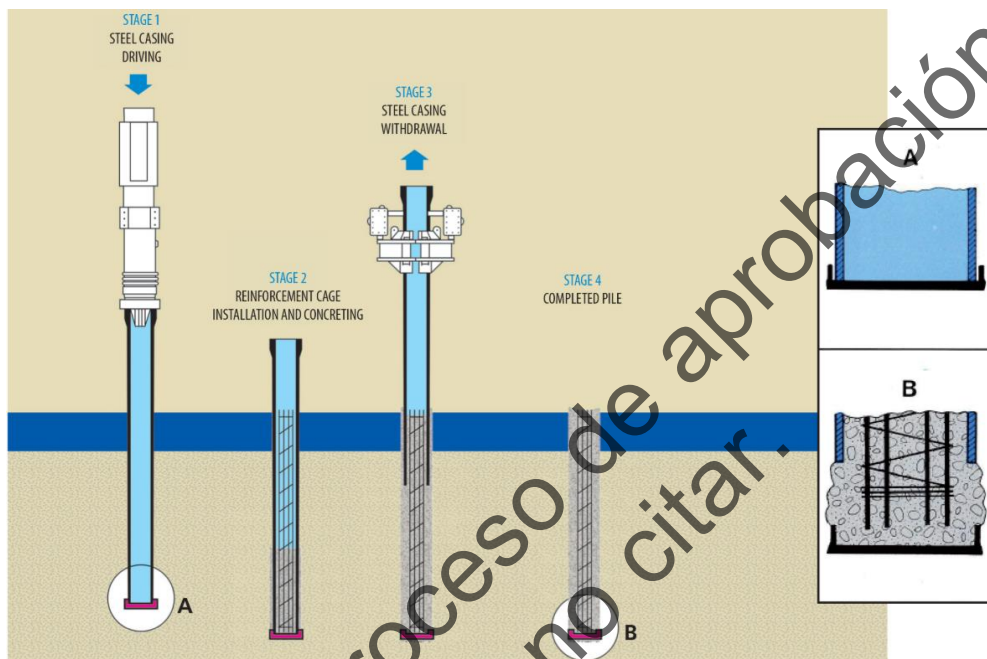 STAGE 1
STEEL CASING
DRIVING
STAGE 2
REINFORCEMENT CAGE
INSTALLATION AND CONCRETING
STAGE 3
STEEL CASING
WITHDRAWAL
STAGE 4
COMPLETED PILE
A
B
A
B
roceso de aprobación
no citar.